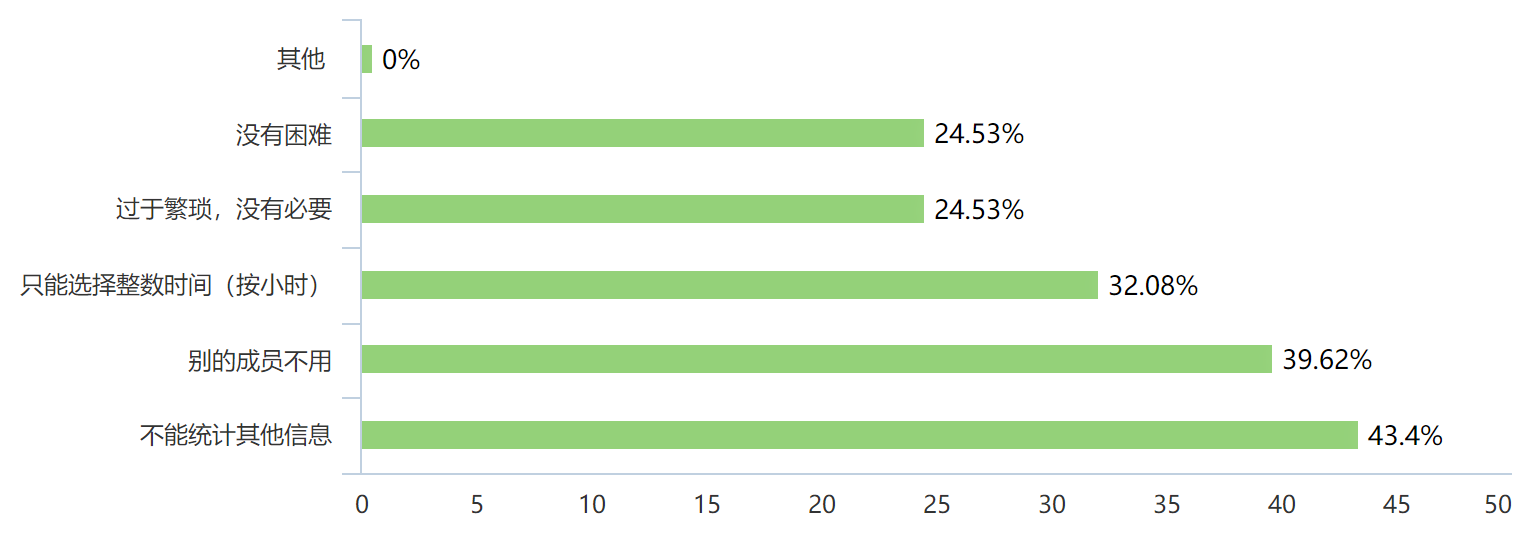 其他 0%
没有困难 24.53%
过于繁琐，没有必要 24.53%
只能选择整数时间（按小时） 32.08%
别的成员不用 39.62%
不能统计其他信息 43.4%
0 5 10 15 20 25 30 35 40 45 50